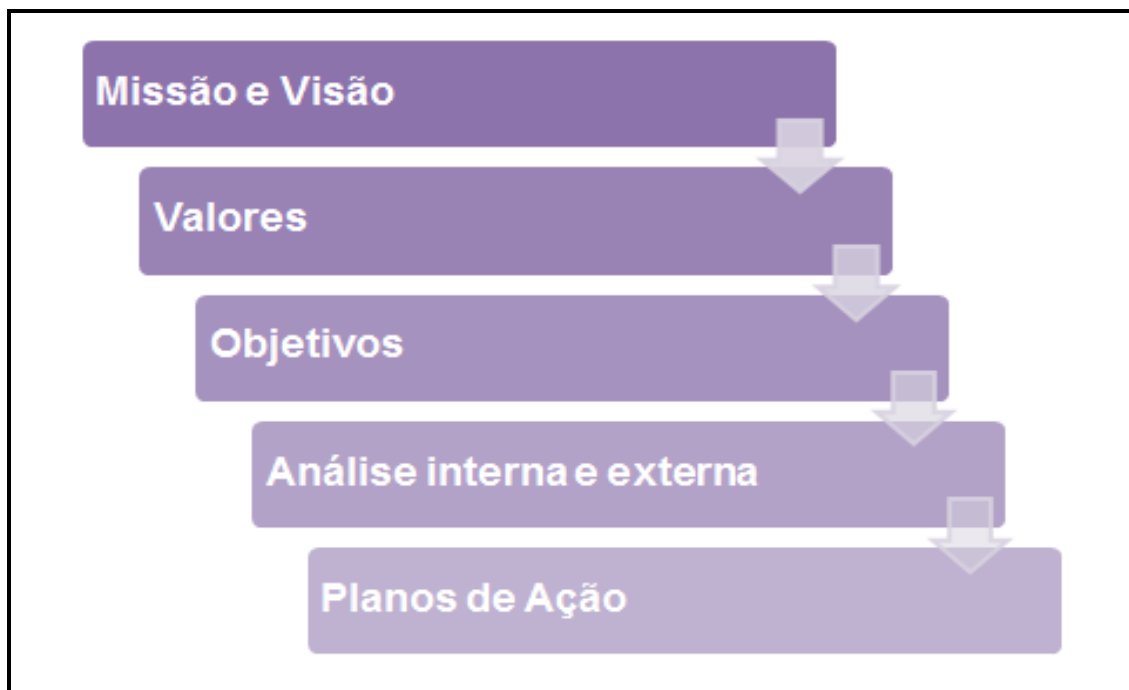 Missão e Visão
Valores
Objetivos
Análise interna e externa
Planos de Ação